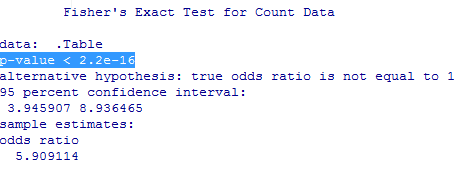 Fisher's Exact Test for Count Data
data:  .Table
p-value < 2.2e-16
alternative hypothesis: true odds ratio is not equal to 1
95 percent confidence interval:
3.945907 8.936465
sample estimates:
odds ratio
5.909114